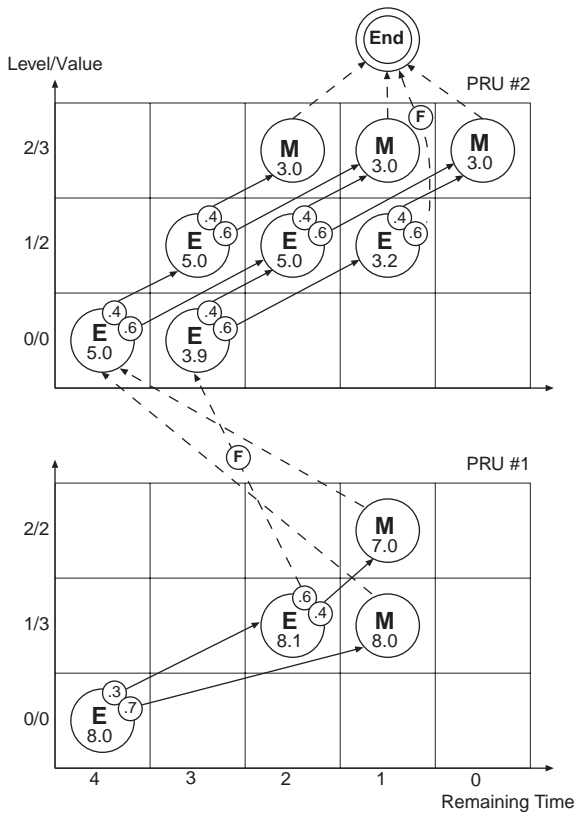 End
Level/Value
PRU #2
F
2/3
M
3.0
M
3.0
M
3.0
1/2
.4
.6
E
5.0
.4
.6
E
5.0
.4
.6
E
3.2
0/0
.4
.6
E
5.0
.4
.6
E
3.9
F
PRU #1
2/2
M
7.0
1/3
.6
.4
E
8.1
M
8.0
0/0
.3
.7
E
8.0
4 3 2 1 0
Remaining Time